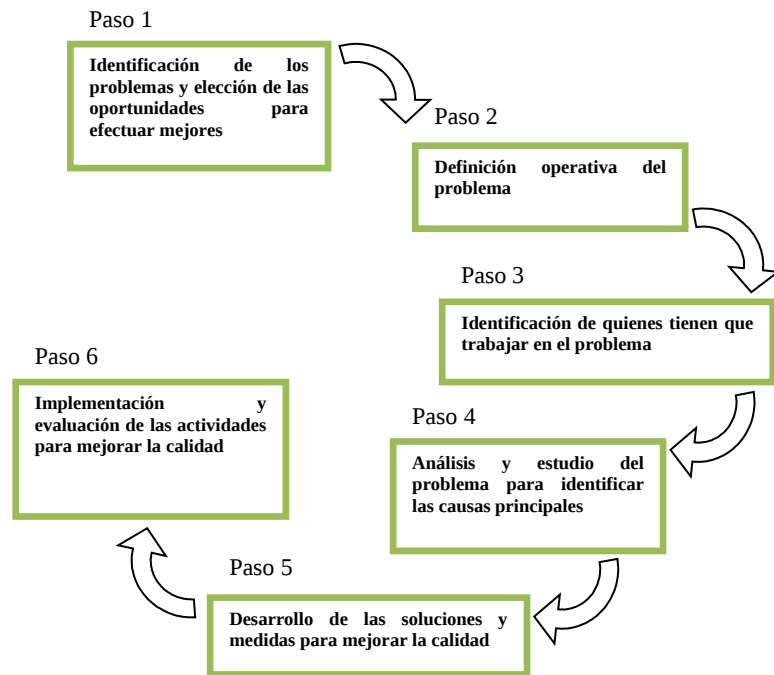 Paso 1
Identificación de los
problemas y elección de las
oportunidades para
efectuar mejores
Paso 2
Definición operativa del
problema
Paso 3
Identificación de quienes tienen que
trabajar en el problema
Paso 4
Análisis y estudio del
problema para identificar
las causas principales
Paso 5
Desarrollo de las soluciones y
medidas para mejorar la calidad
Paso 6
Implementación y
evaluación de las actividades
para mejorar la calidad